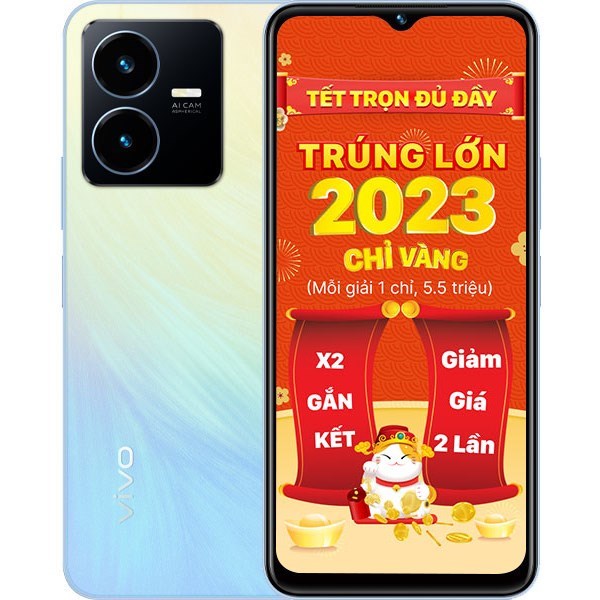 AI CAM
ASPHERICAL
vivo
TẾT TRỌN ĐỦ ĐẦY
TRÚNG LỚN
2023
CHỈ VÀNG
(Mỗi giải 1 chỉ, 5.5 triệu)
X2
GẮN
KẾT
Giảm
Giá
2 Lần